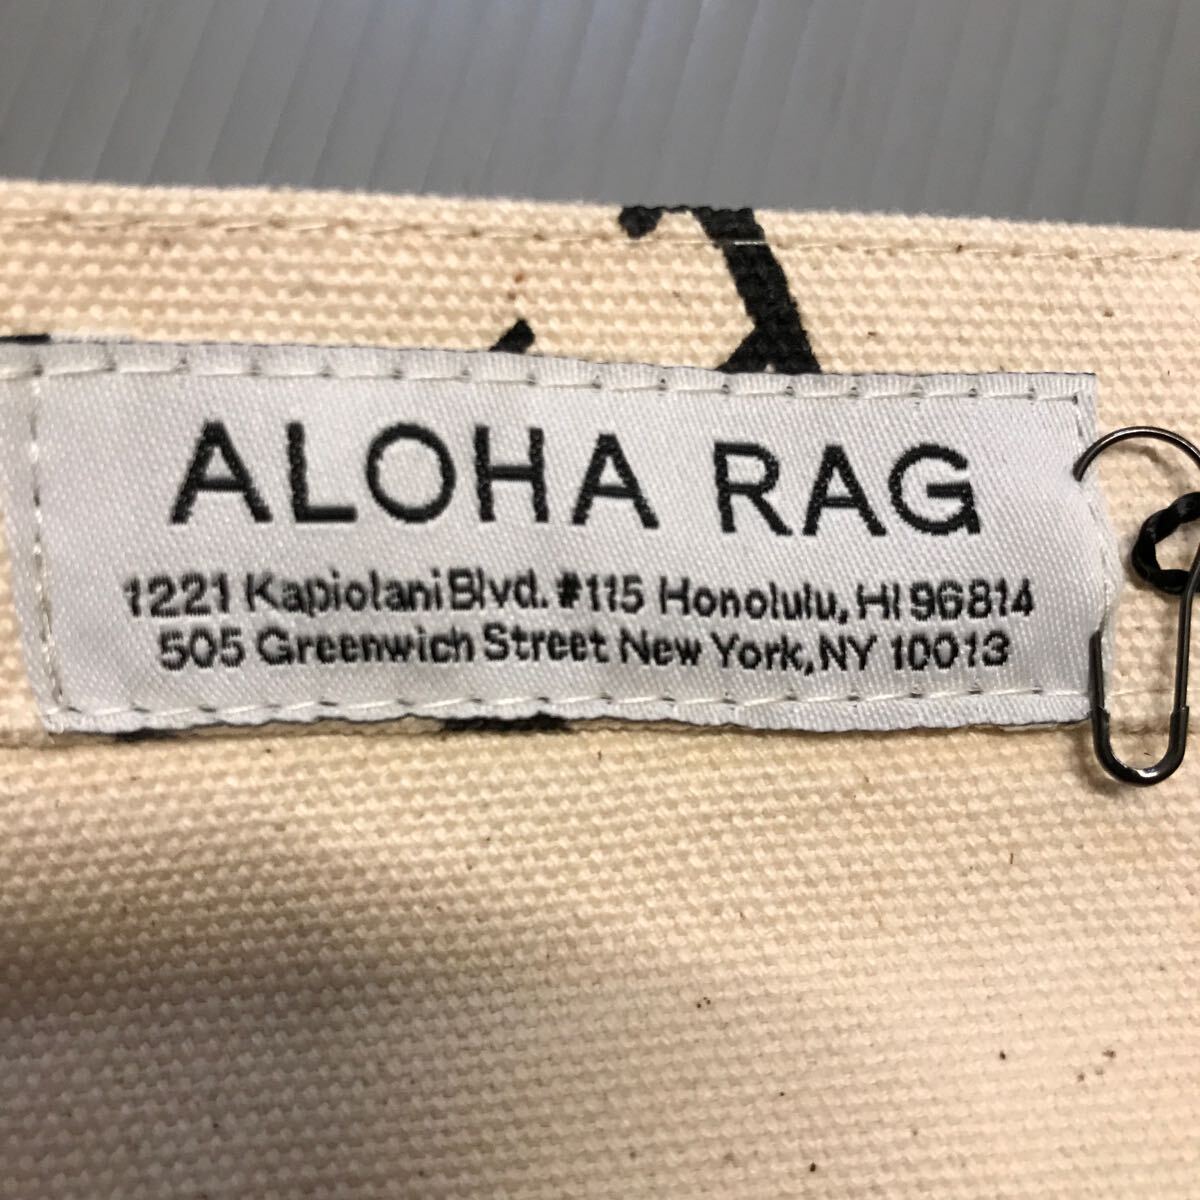 ALOHA RAG
1221 Kapiolani Blvd. #115 Honolulu, HI 96814
505 Greenwich Street New York, NY 10013